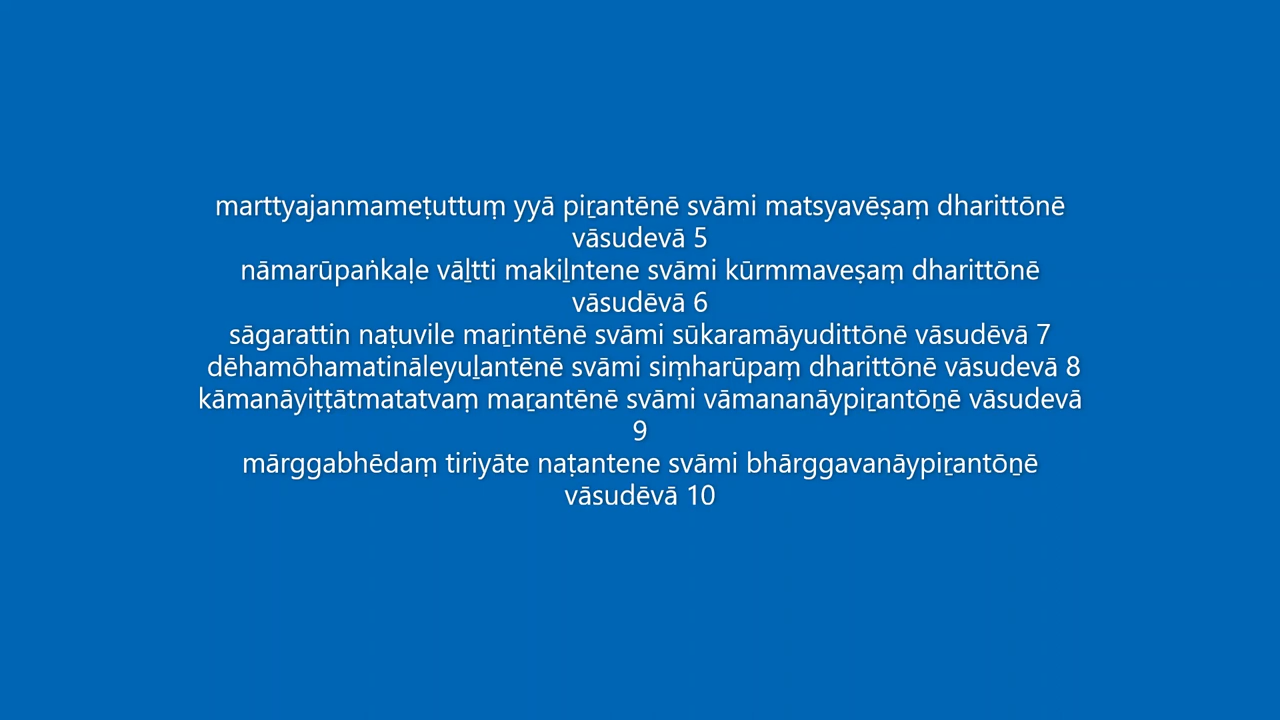 marttyajanmameṭuttuṃ yyā piṟantēnē svāmi matsyavēṣaṃ dharittōnē
vāsudevā 5
nāmarūpaṅkaḷe vāḻtti makiḻntene svāmi kūrmmaveṣaṃ dharittōnē
vāsudēvā 6
sāgarattin naṭuvile maṟintēnē svāmi sūkaramāyudittōnē vāsudēvā 7
dēhamōhamatināleyuḻantēnē svāmi siṃharūpaṃ dharittōnē vāsudevā 8
kāmanāyiṭṭātmatatvaṃ maṟantēnē svāmi vāmananāypiṟantōṉē vāsudevā
9
mārggabhēdaṃ tiriyāte naṭantene svāmi bhārggavanāypiṟantōṉē
vāsudēvā 10